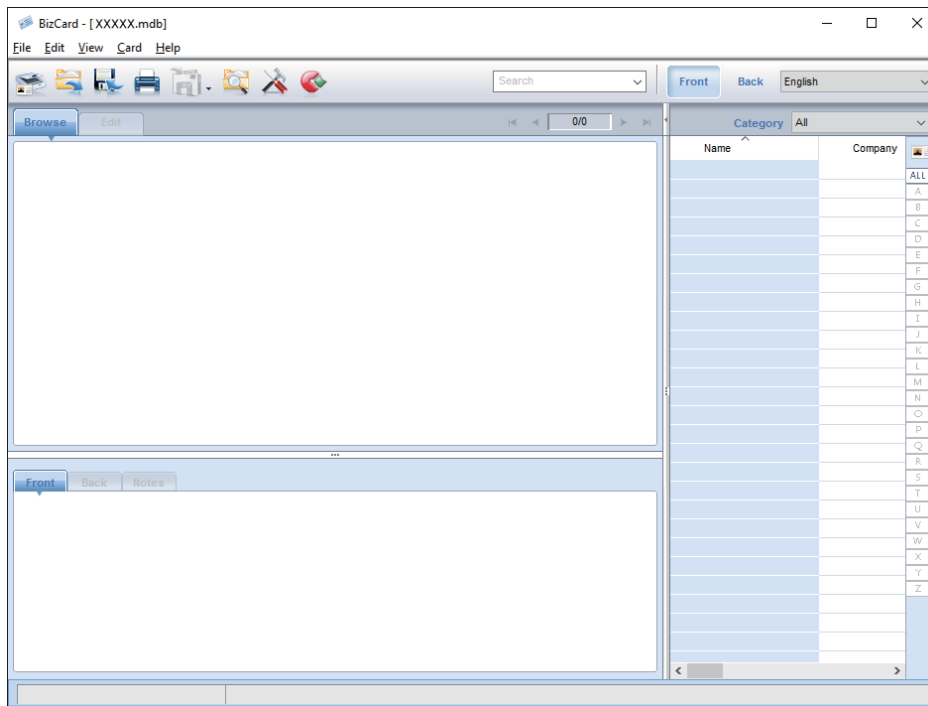 BizCard - [ XXXXX.mdb]
File Edit View Card Help
Search
Front Back English
Browse Edit 0/0
Category All
Name Company
ALL
A
B
C
D
E
F
G
H
I
J
K
L
M
N
O
P
Q
R
S
T
U
V
W
X
Y
Z
Front Back Notes